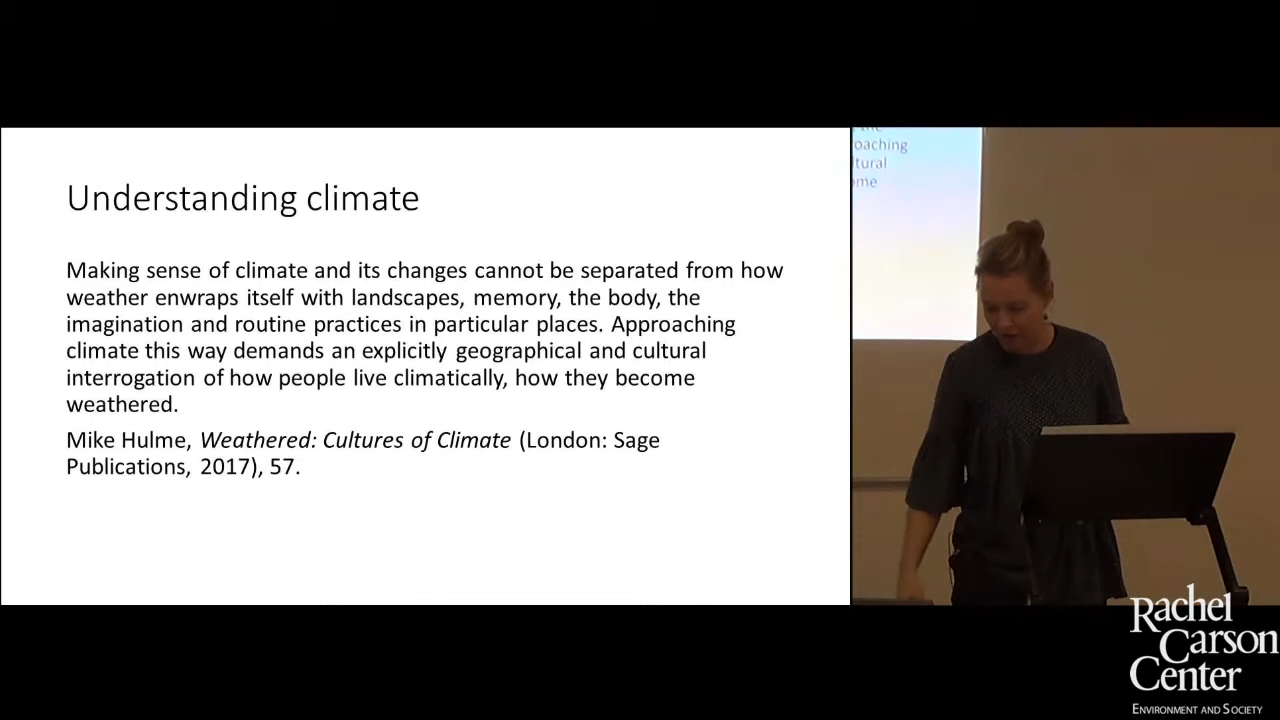 Understanding climate
Making sense of climate and its changes cannot be separated from how
weather enwraps itself with landscapes, memory, the body, the
imagination and routine practices in particular places. Approaching
climate this way demands an explicitly geographical and cultural
interrogation of how people live climatically, how they become
weathered.
Mike Hulme, Weathered: Cultures of Climate (London: Sage
Publications, 2017), 57.
the
oaching
ltural
ome
Rachel
Carson
Center
ENVIRONMENT AND SOCIETY